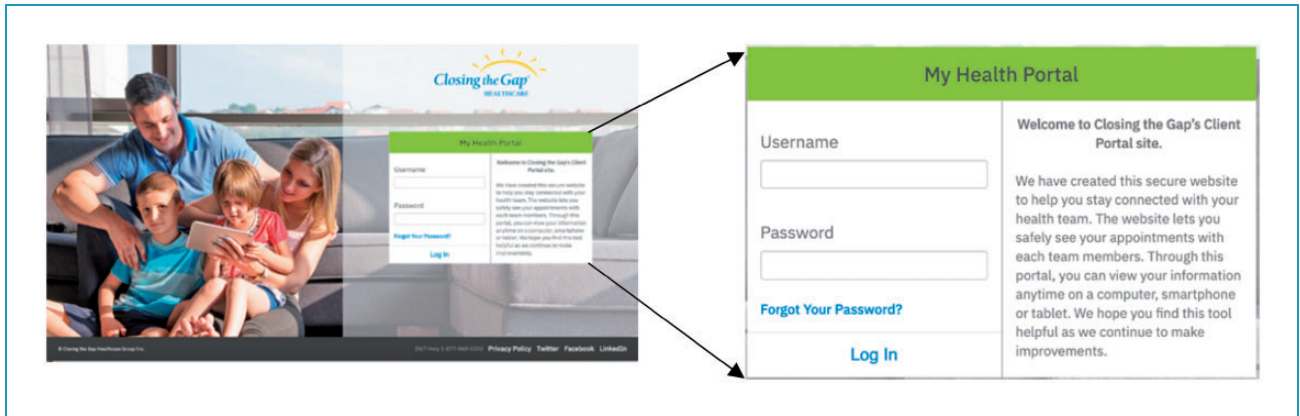 Closing the Gap
HEALTHCARE
My Health Portal
Username
Password
Forgot Your Password?
Log In
Welcome to Closing the Gap's Client
Portal site.
We have created this secure website
to help you stay connected with your
health team. The website lets you
safely see your appointments with
each team members. Through this
portal, you can view your information
anytime on a computer, smartphone
or tablet. We hope you find this tool
helpful as we continue to make
improvements.
© Closing the Gap Healthcare Group Inc.
Privacy Policy Twitter Facebook LinkedIn
My Health Portal
Username
Password
Forgot Your Password?
Log In
Welcome to Closing the Gap's Client
Portal site.
We have created this secure website
to help you stay connected with your
health team. The website lets you
safely see your appointments with
each team members. Through this
portal, you can view your information
anytime on a computer, smartphone
or tablet. We hope you find this tool
helpful as we continue to make
improvements.